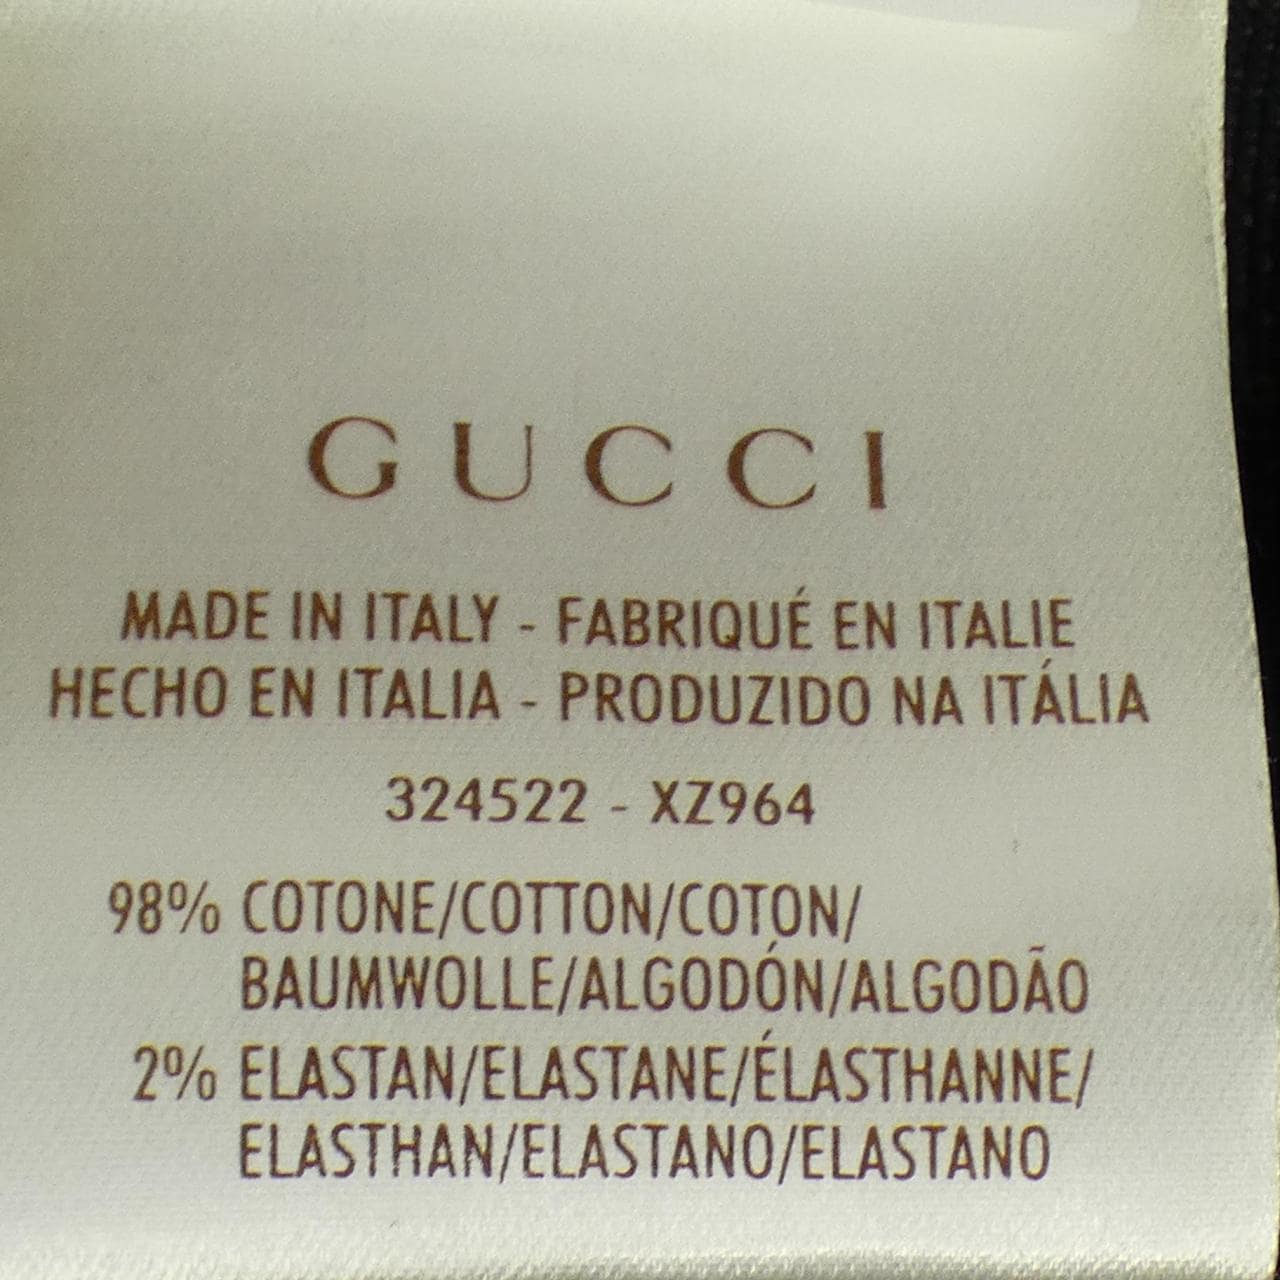 GUCCI
MADE IN ITALY - FABRIQUÉ EN ITALIE
HECHO EN ITALIA - PRODUZIDO NA ITÁLIA
324522 - XZ964
98% COTONE/COTTON/COTON/
BAUMWOLLE/ALGODÓN/ALGODÃO
2% ELASTAN/ELASTANE/ÉLASTHANNE/
ELASTHAN/ELASTANO/ELASTANO